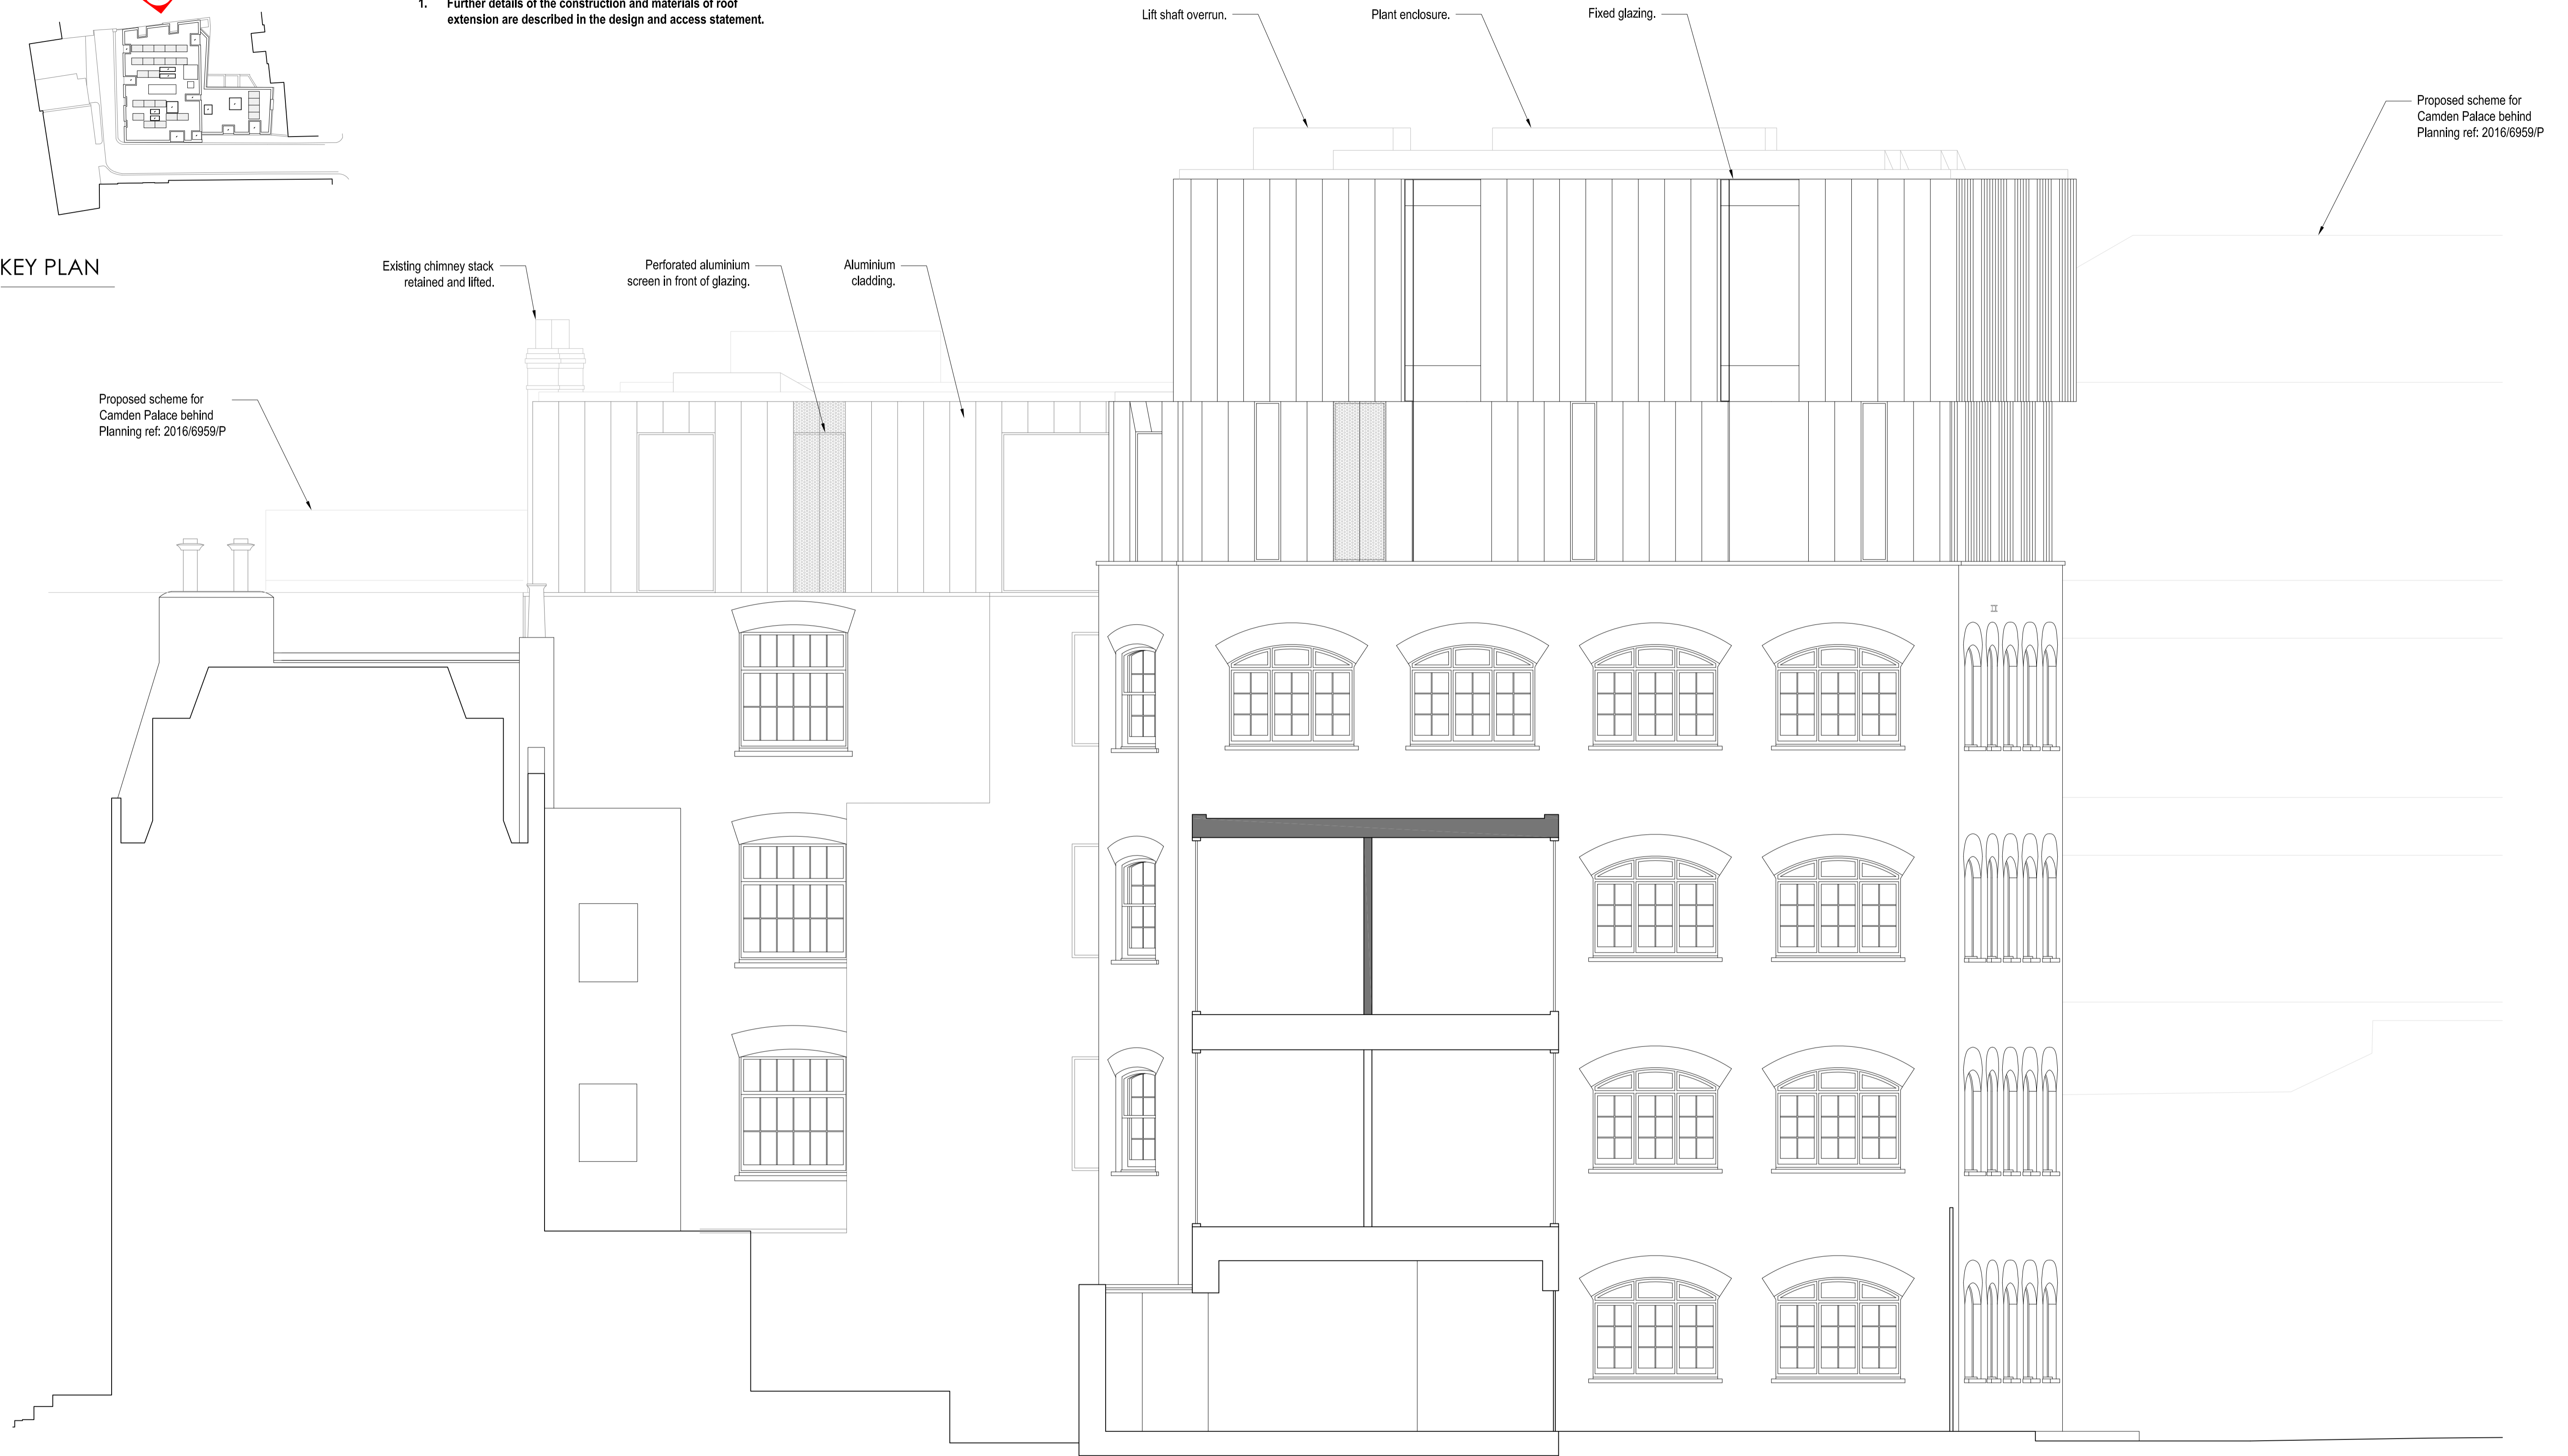 1. Further details of the construction and materials of roof
extension are described in the design and access statement.
Lift shaft overrun.
Plant enclosure.
Fixed glazing.
Proposed scheme for
Camden Palace behind
Planning ref: 2016/6959/P
KEY PLAN
Existing chimney stack
retained and lifted.
Perforated aluminium
screen in front of glazing.
Aluminium
cladding.
Proposed scheme for
Camden Palace behind
Planning ref: 2016/6959/P